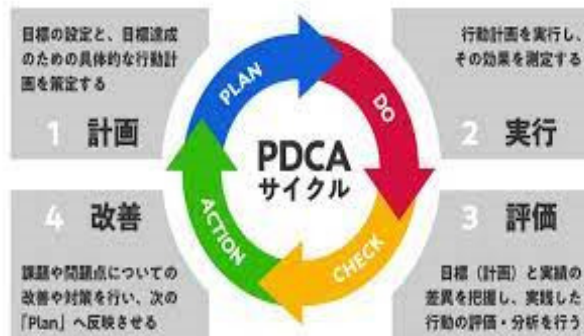 目標の設定と、目標達成
のための具体的な行動計
画を策定する
1 計画
行動計画を実行し、
その効果を測定する
2 実行
PLAN
DO
CHECK
ACTION
PDCA
サイクル
4 改善
課題や問題点についての
改善や対策を行い、次の
「Plan」へ反映させる
3 評価
目標（計画）と実績の
差異を把握し、実践した
行動の評価・分析を行う